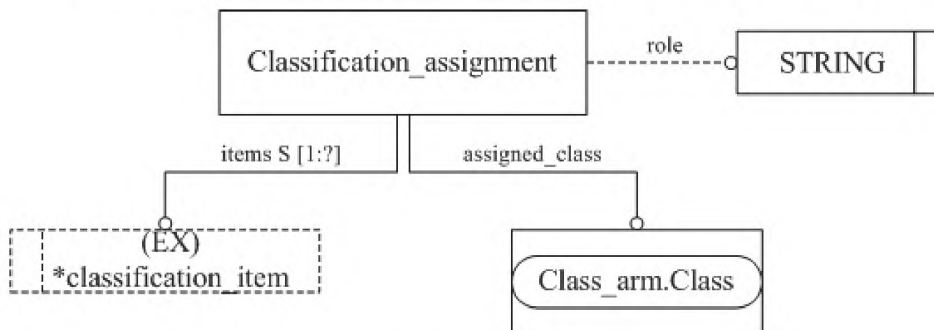 Classification_assignment
role
STRING
items S [1:?]
assigned_class
(EX)
*classification_item
Class_arm.Class